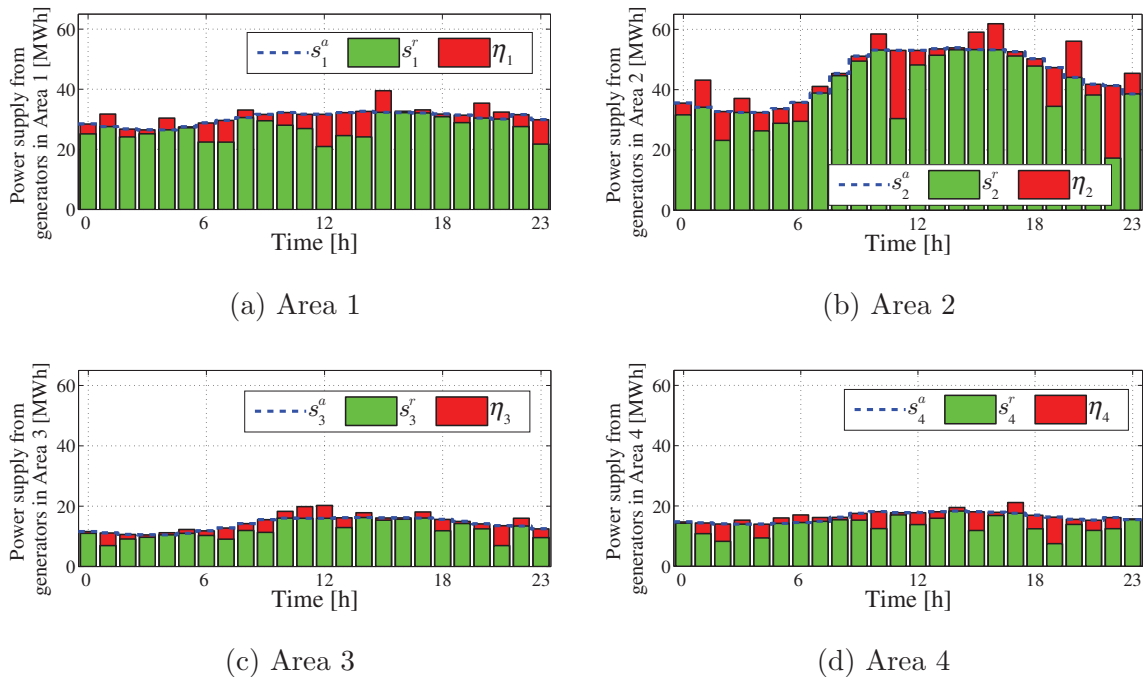 Power supply from
generators in Area 1 [MWh]
60
40
20
0
s₁ᵃ s₁ʳ η₁
0 6 12 18 23
Time [h]
(a) Area 1
Power supply from
generators in Area 2 [MWh]
60
40
20
0
s₂ᵃ s₂ʳ η₂
0 6 12 18 23
Time [h]
(b) Area 2
Power supply from
generators in Area 3 [MWh]
60
40
20
0
s₃ᵃ s₃ʳ η₃
0 6 12 18 23
Time [h]
(c) Area 3
Power supply from
generators in Area 4 [MWh]
60
40
20
0
s₄ᵃ s₄ʳ η₄
0 6 12 18 23
Time [h]
(d) Area 4